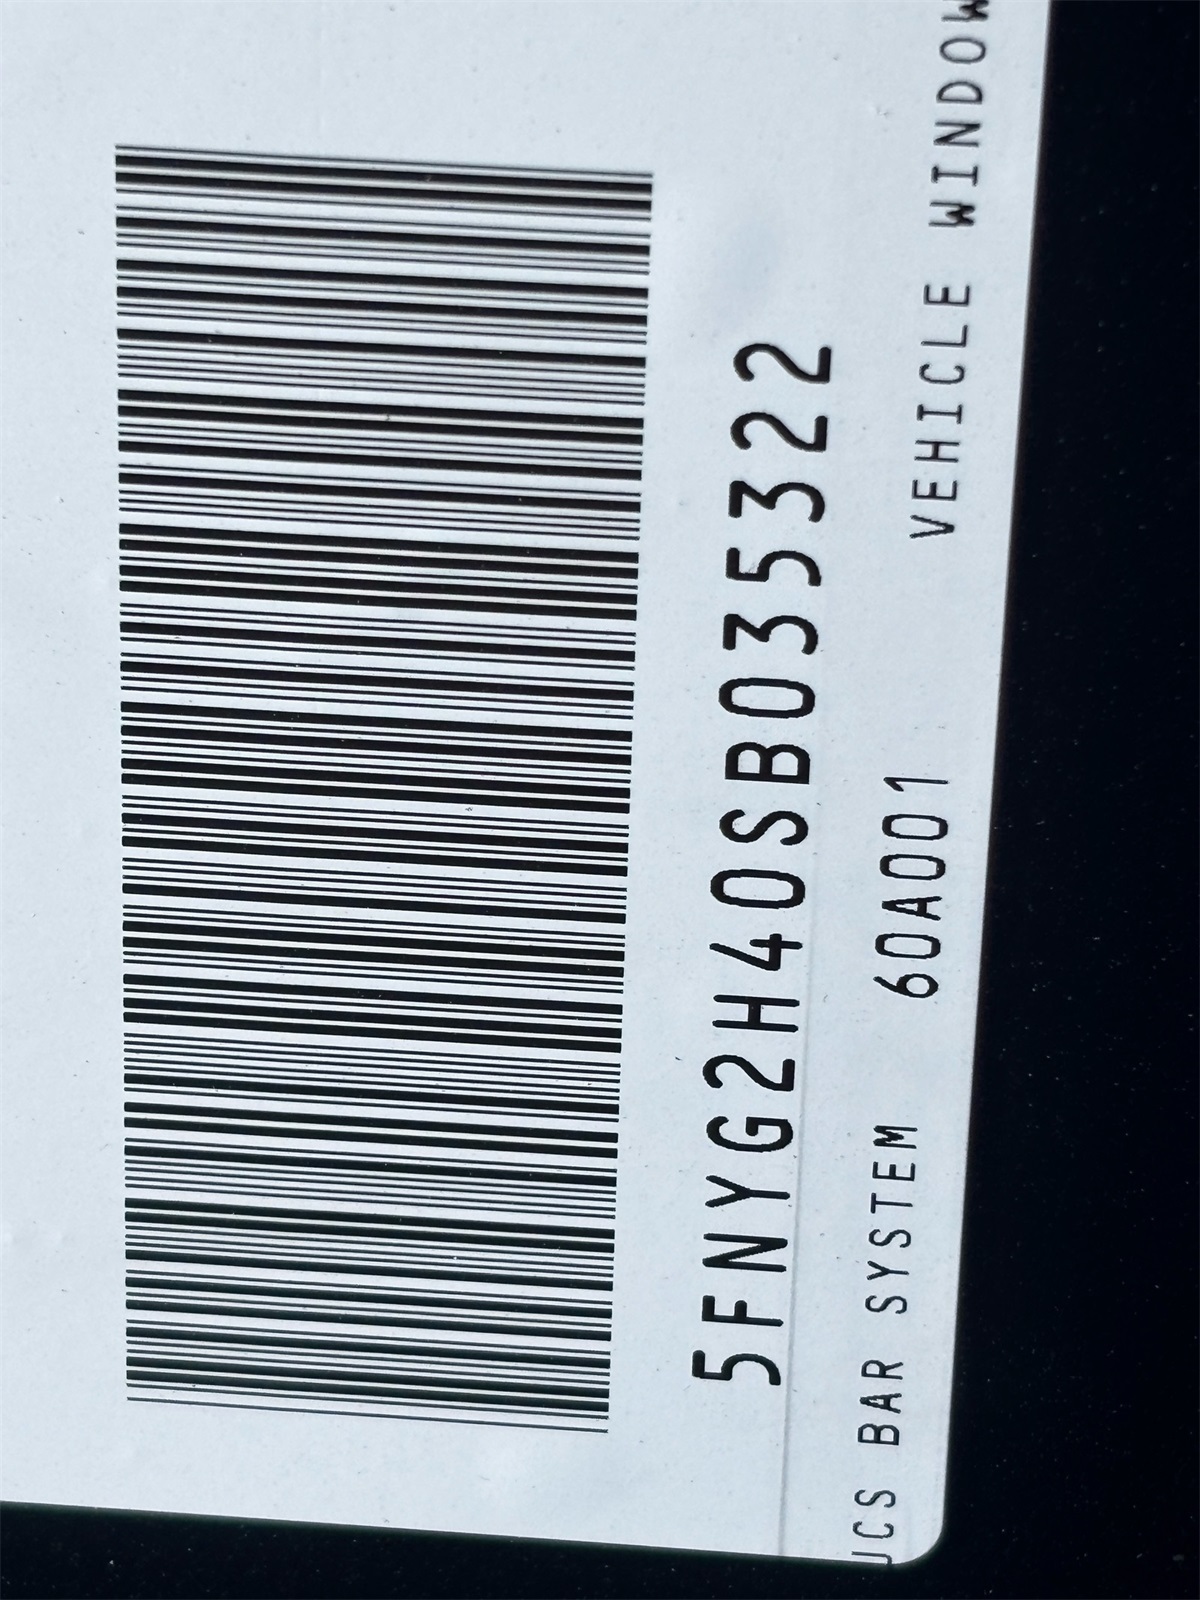 5FNYG2H40SB035322
UCS BAR SYSTEM 60A001 VEHICLE WINDOW